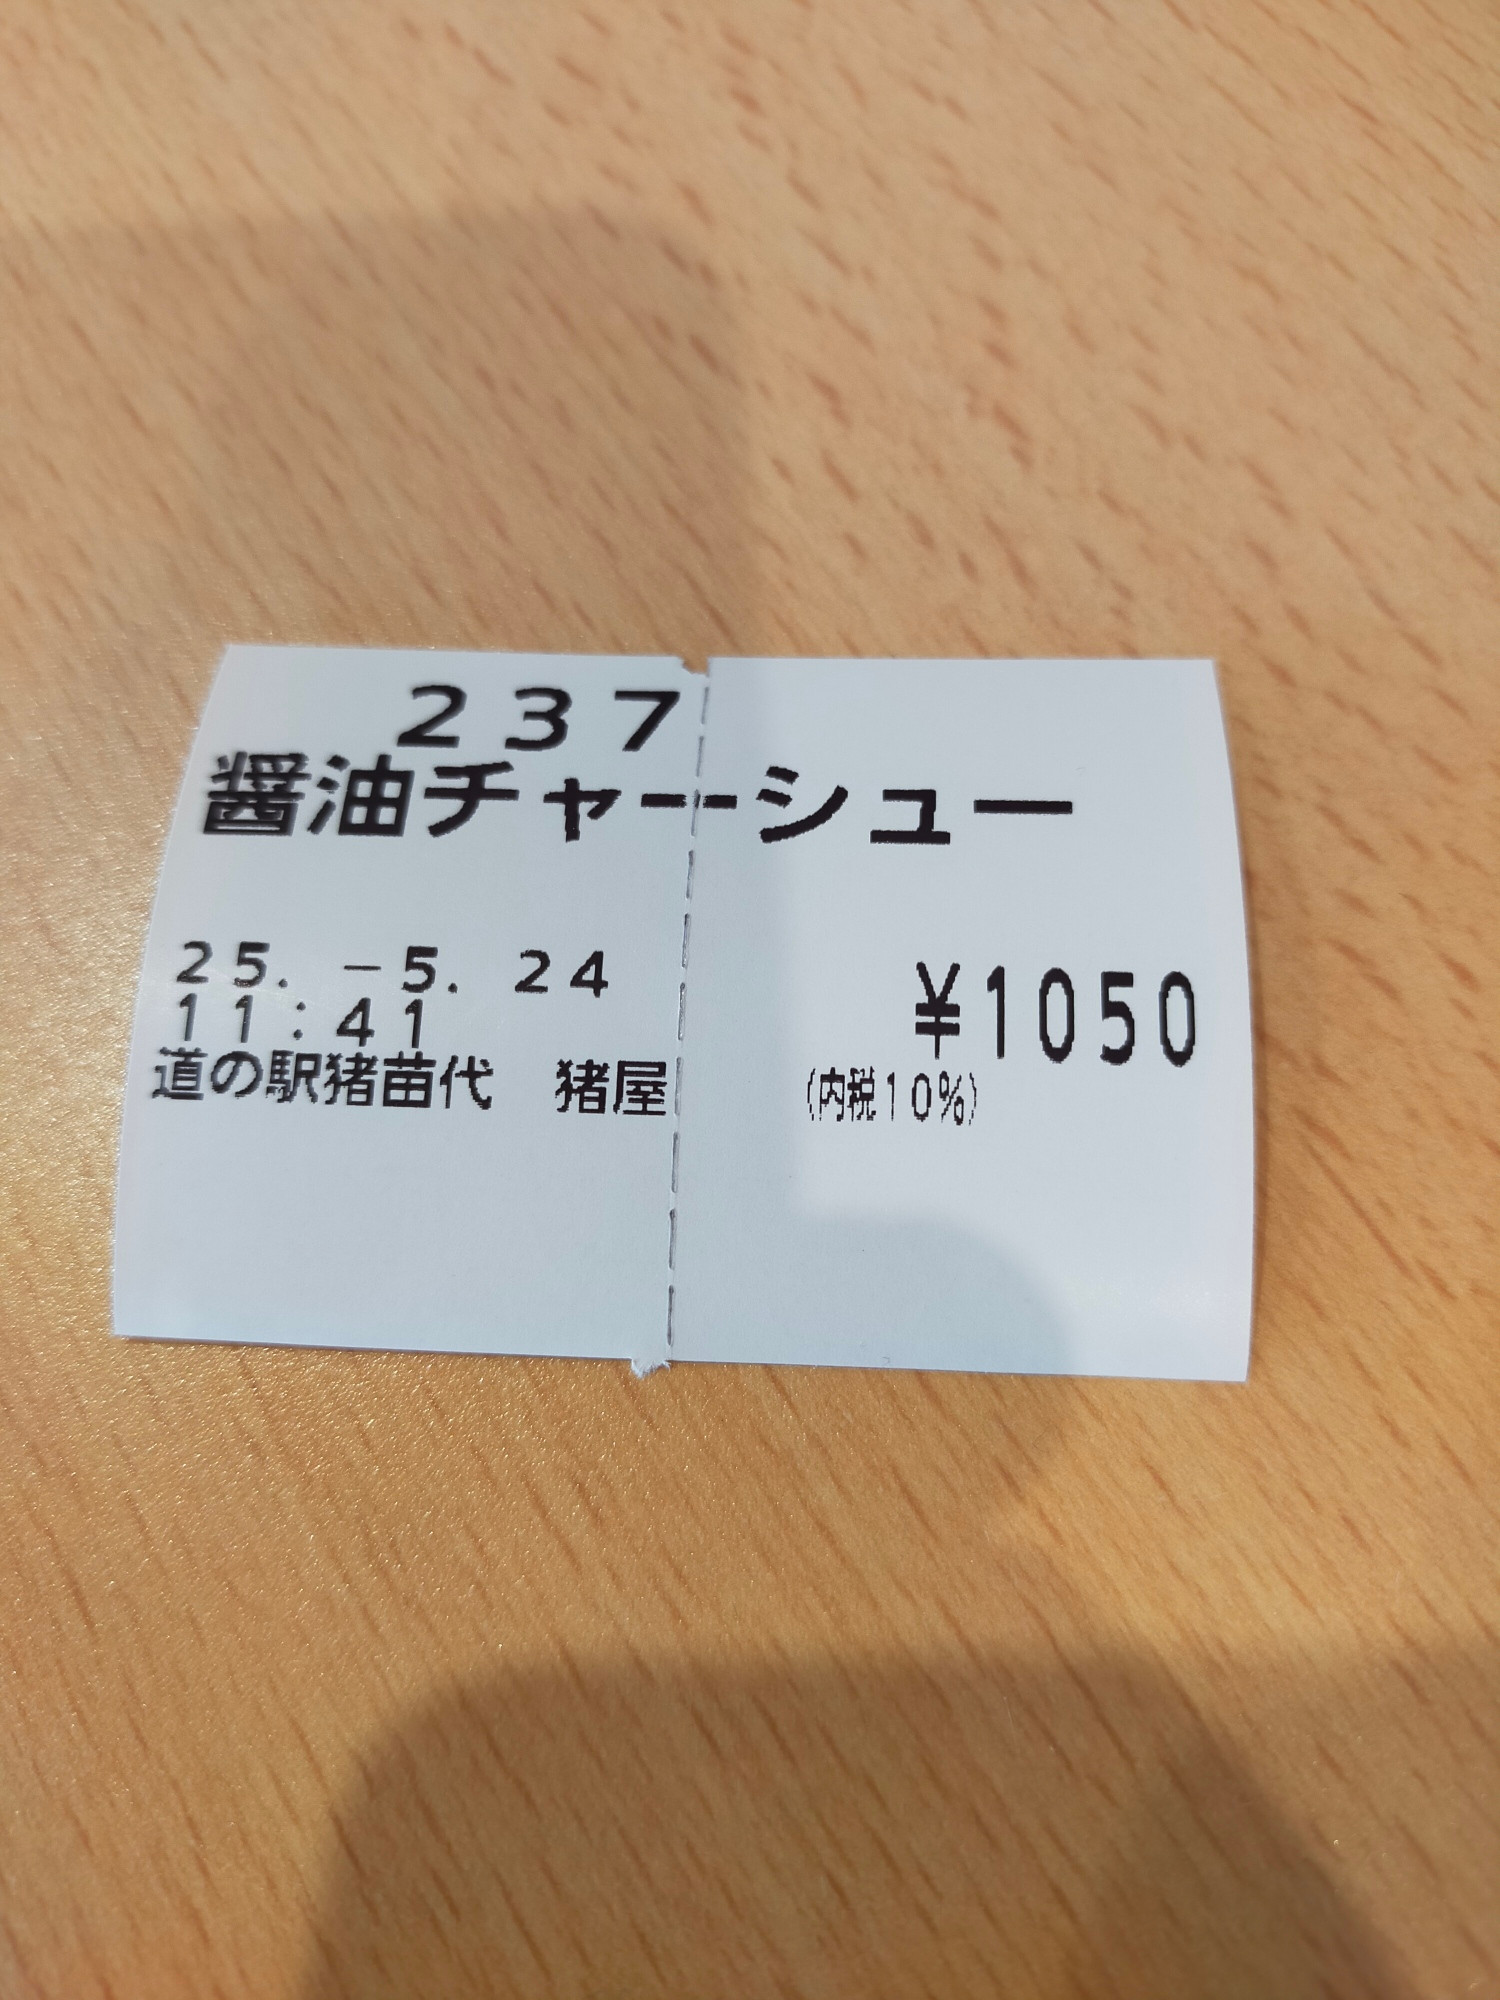 237
醤油チャーシュー
25. -5. 24
11:41
道の駅猪苗代 猪屋
¥1050
(内税10%)